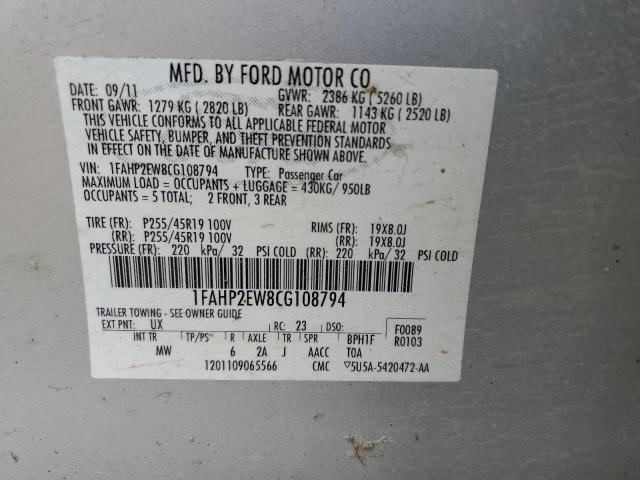 MFD. BY FORD MOTOR CO
DATE: 09/11 GVWR: 2386 KG ( 5260 LB)
FRONT GAWR: 1279 KG ( 2820 LB) REAR GAWR: 1143 KG ( 2520 LB)
THIS VEHICLE CONFORMS TO ALL APPLICABLE FEDERAL MOTOR
VEHICLE SAFETY, BUMPER, AND THEFT PREVENTION STANDARDS
IN EFFECT ON THE DATE OF MANUFACTURE SHOWN ABOVE.
VIN: 1FAHP2EW8CG108794 TYPE: Passenger Car
MAXIMUM LOAD = OCCUPANTS + LUGGAGE = 430KG/ 950LB
OCCUPANTS = 5 TOTAL; 2 FRONT, 3 REAR
TIRE (FR): P255/45R19 100V RIMS (FR): 19X8.0J
(RR): P255/45R19 100V (RR): 19X8.0J
PRESSURE (FR): 220 kPa/ 32 PSI COLD (RR): 220 kPa/ 32 PSI COLD
1FAHP2EW8CG108794
TRAILER TOWING - SEE OWNER GUIDE
EXT PNT: UX RC: 23 DSO: F0089
INT TR TP/PS R AXLE TR SPR BPH1F R0103
MW 6 2A J AACC TOA
1201109065566 CMC ▽5U5A-5420472-AA